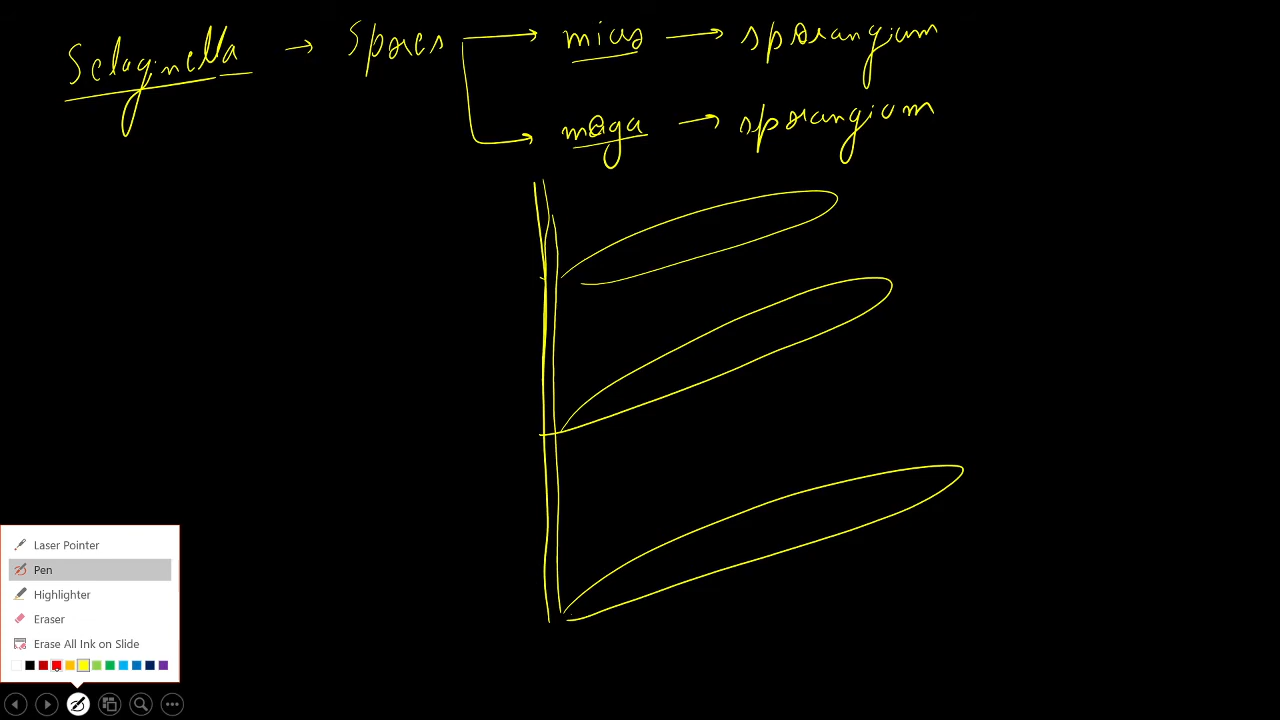 Selaginella → Spores → micro → sporangium
mega → sporangium
Laser Pointer
Pen
Highlighter
Eraser
Erase All Ink on Slide